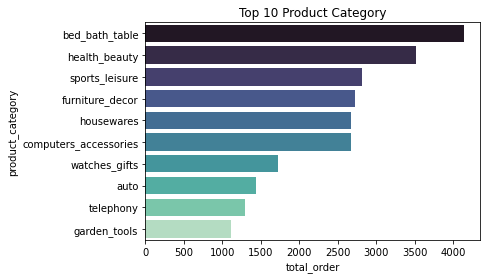 Top 10 Product Category
product_category
bed_bath_table
health_beauty
sports_leisure
furniture_decor
housewares
computers_accessories
watches_gifts
auto
telephony
garden_tools
0 500 1000 1500 2000 2500 3000 3500 4000
total_order